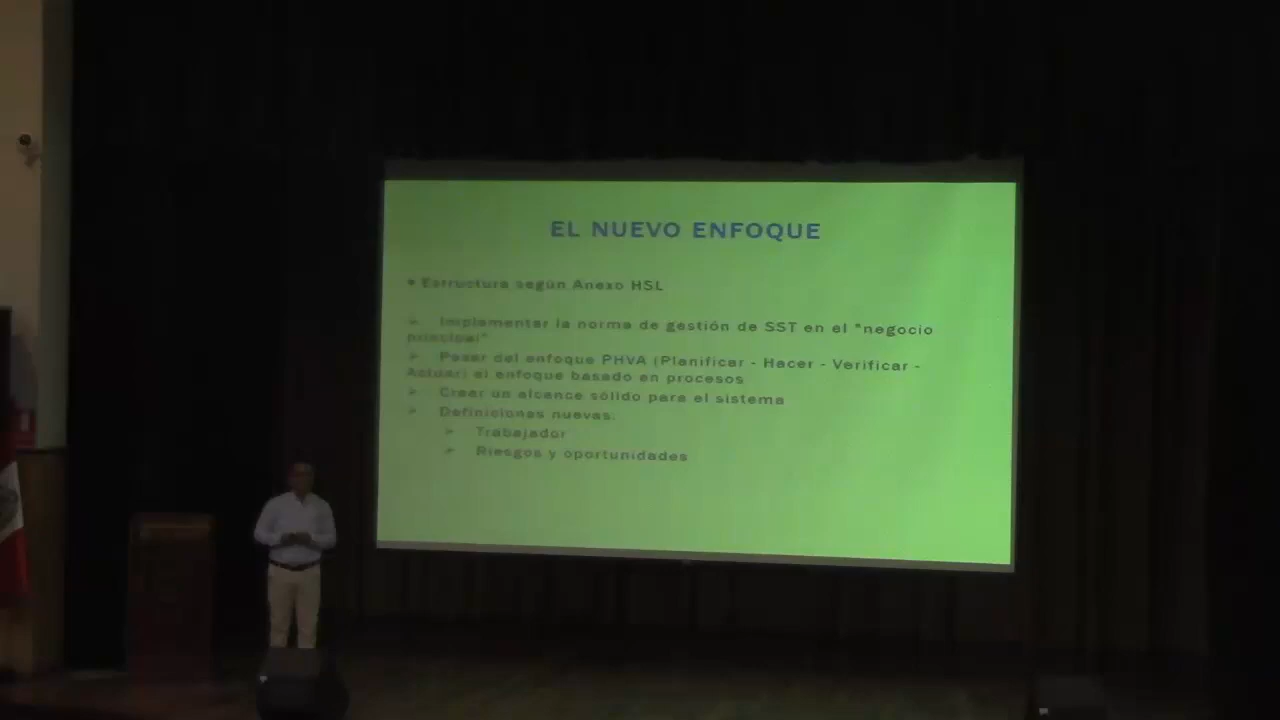 EL NUEVO ENFOQUE
• Estructura según Anexo HSL
➢ Implementar la norma de gestión de SST en el "negocio
principal"
➢ Pasar del enfoque PHVA (Planificar - Hacer - Verificar -
Actuar) al enfoque basado en procesos
➢ Crear un alcance sólido para el sistema
➢ Definiciones nuevas:
➢ Trabajador
➢ Riesgos y oportunidades